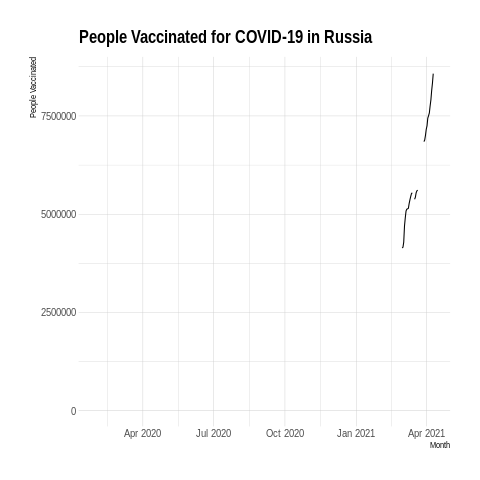 People Vaccinated for COVID-19 in Russia
People Vaccinated
7500000
5000000
2500000
0
Apr 2020 Jul 2020 Oct 2020 Jan 2021 Apr 2021
Month